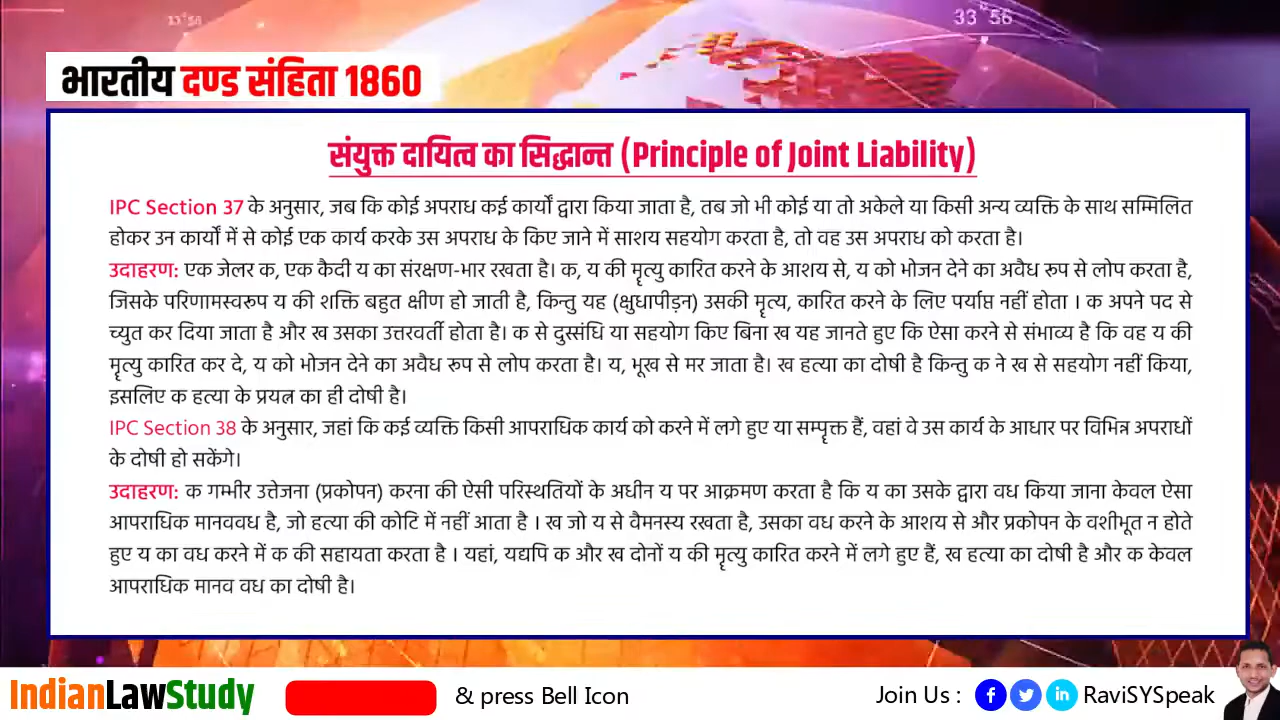 33°56
33°56
भारतीय दण्ड संहिता 1860
संयुक्त दायित्व का सिद्धान्त (Principle of Joint Liability)
IPC Section 37 के अनुसार, जब कि कोई अपराध कई कार्यों द्वारा किया जाता है, तब जो भी कोई या तो अकेले या किसी अन्य व्यक्ति के साथ सम्मिलित
होकर उन कार्यों में से कोई एक कार्य करके उस अपराध के किए जाने में साशय सहयोग करता है, तो वह उस अपराध को करता है।
उदाहरण: एक जेलर क, एक कैदी य का संरक्षण-भार रखता है। क, य की मृत्यु कारित करने के आशय से, य को भोजन देने का अवैध रूप से लोप करता है,
जिसके परिणामस्वरूप य की शक्ति बहुत क्षीण हो जाती है, किन्तु यह (क्षुधापीड़न) उसकी मृत्य, कारित करने के लिए पर्याप्त नहीं होता । क अपने पद से
च्युत कर दिया जाता है और ख उसका उत्तरवर्ती होता है। क से दुस्संधि या सहयोग किए बिना ख यह जानते हुए कि ऐसा करने से संभाव्य है कि वह य की
मृत्यु कारित कर दे, य को भोजन देने का अवैध रूप से लोप करता है। य, भूख से मर जाता है। ख हत्या का दोषी है किन्तु क ने ख से सहयोग नहीं किया,
इसलिए क हत्या के प्रयत्न का ही दोषी है।
IPC Section 38 के अनुसार, जहां कि कई व्यक्ति किसी आपराधिक कार्य को करने में लगे हुए या सम्पृक्त हैं, वहां वे उस कार्य के आधार पर विभिन्न अपराधों
के दोषी हो सकेंगे।
उदाहरण: क गम्भीर उत्तेजना (प्रकोपन) करना की ऐसी परिस्थतियों के अधीन य पर आक्रमण करता है कि य का उसके द्वारा वध किया जाना केवल ऐसा
आपराधिक मानववध है, जो हत्या की कोटि में नहीं आता है । ख जो य से वैमनस्य रखता है, उसका वध करने के आशय से और प्रकोपन के वशीभूत न होते
हुए य का वध करने में क की सहायता करता है । यहां, यद्यपि क और ख दोनों य की मृत्यु कारित करने में लगे हुए हैं, ख हत्या का दोषी है और क केवल
आपराधिक मानव वध का दोषी है।
IndianLawStudy & press Bell Icon Join Us : RaviSYSpeak